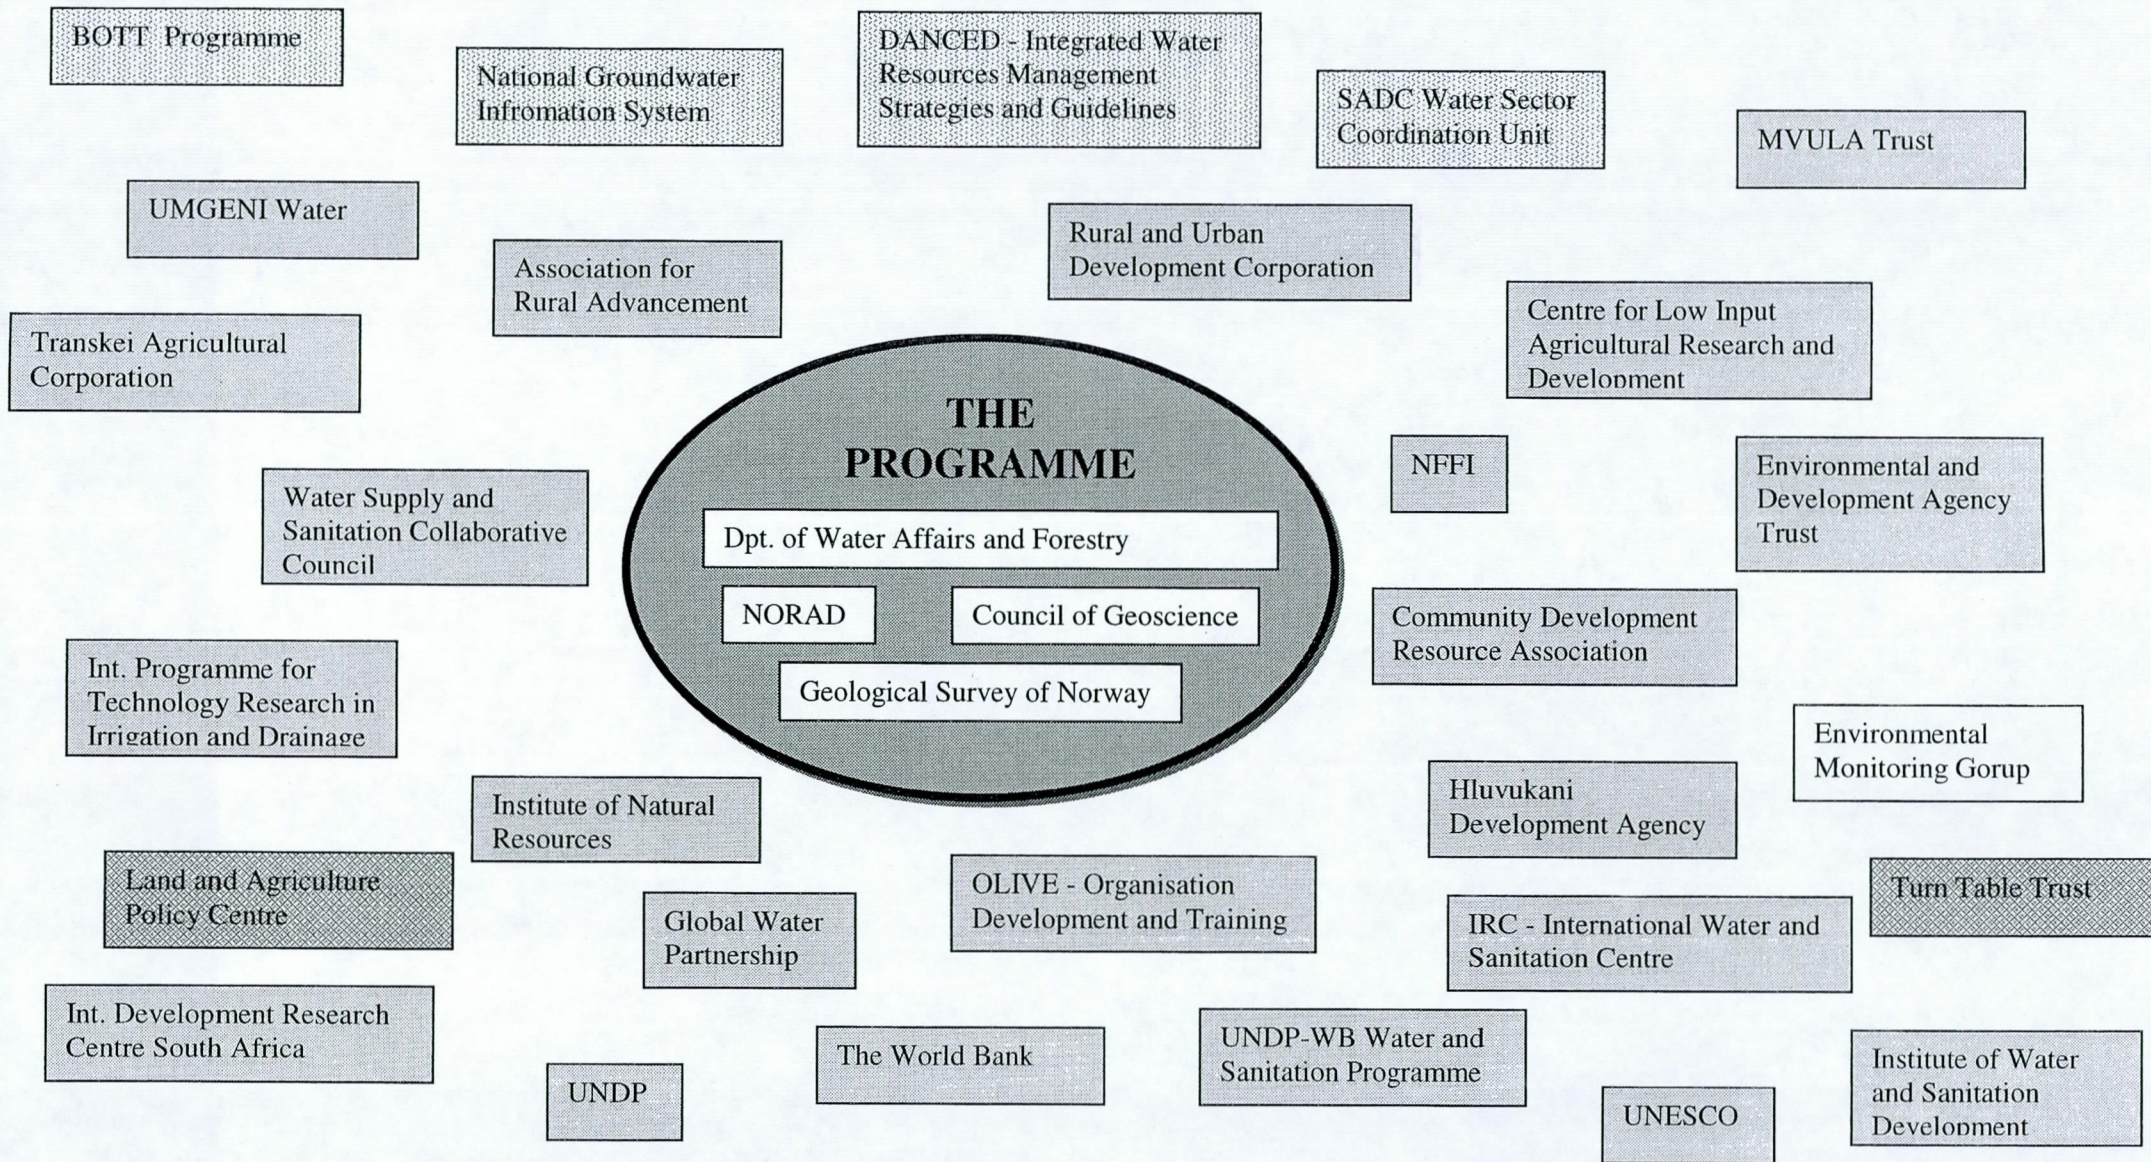 BOTT Programme
National Groundwater
Infromation System
DANCED - Integrated Water
Resources Management
Strategies and Guidelines
SADC Water Sector
Coordination Unit
MVULA Trust
UMGENI Water
Association for
Rural Advancement
Rural and Urban
Development Corporation
Centre for Low Input
Agricultural Research and
Development
Transkei Agricultural
Corporation
THE
PROGRAMME
Dpt. of Water Affairs and Forestry
NORAD
Council of Geoscience
Geological Survey of Norway
NFFI
Environmental and
Development Agency
Trust
Water Supply and
Sanitation Collaborative
Council
Community Development
Resource Association
Int. Programme for
Technology Research in
Irrigation and Drainage
Environmental
Monitoring Gorup
Institute of Natural
Resources
Hluvukani
Development Agency
Land and Agriculture
Policy Centre
Global Water
Partnership
OLIVE - Organisation
Development and Training
IRC - International Water and
Sanitation Centre
Turn Table Trust
Int. Development Research
Centre South Africa
UNDP
The World Bank
UNDP-WB Water and
Sanitation Programme
UNESCO
Institute of Water
and Sanitation
Development